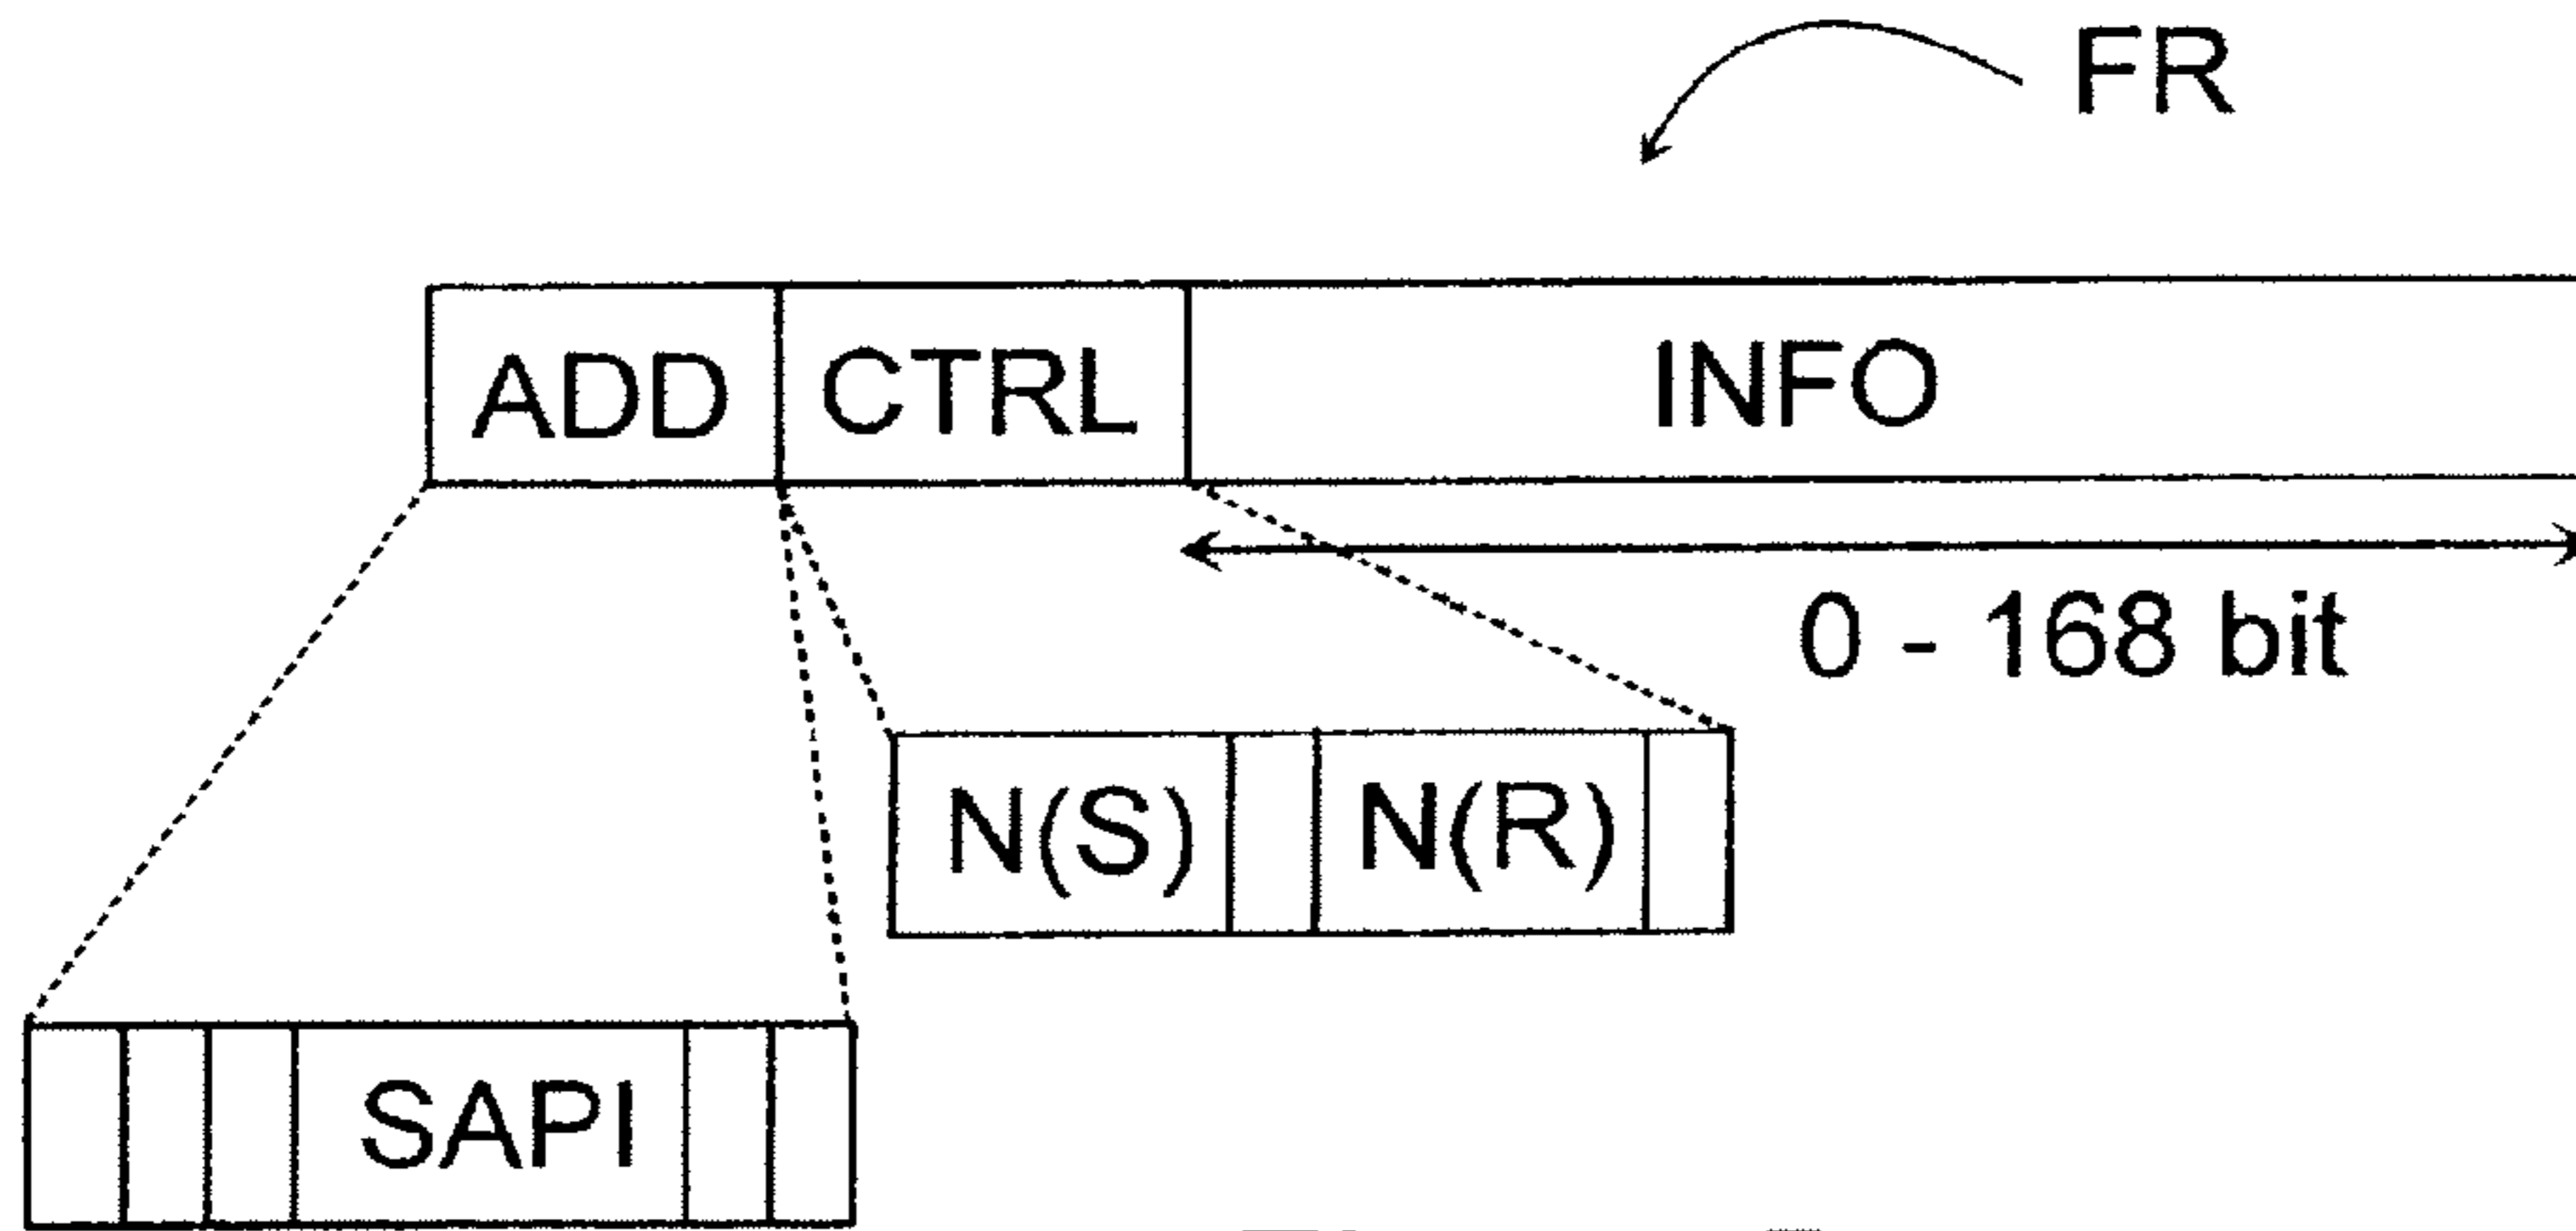 FR
ADD CTRL INFO
0 - 168 bit
N(S) N(R)
SAPI